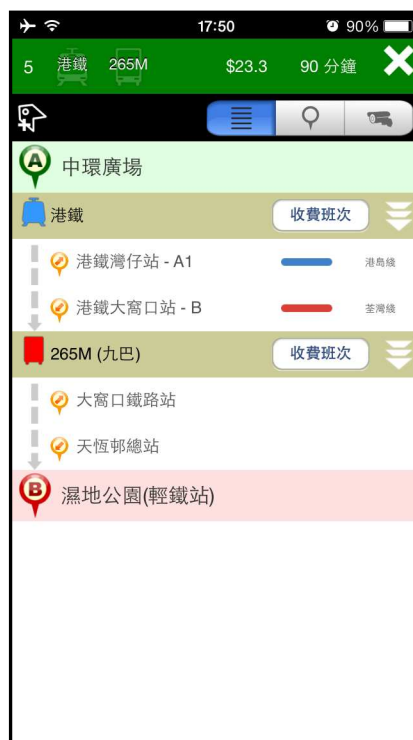 17:50 90%
5 港鐵 265M $23.3 90 分鐘
A 中環廣場
港鐵 收費班次
港鐵灣仔站 - A1 港島綫
港鐵大窩口站 - B 荃灣綫
265M (九巴) 收費班次
大窩口鐵路站
天恆邨總站
B 濕地公園(輕鐵站)